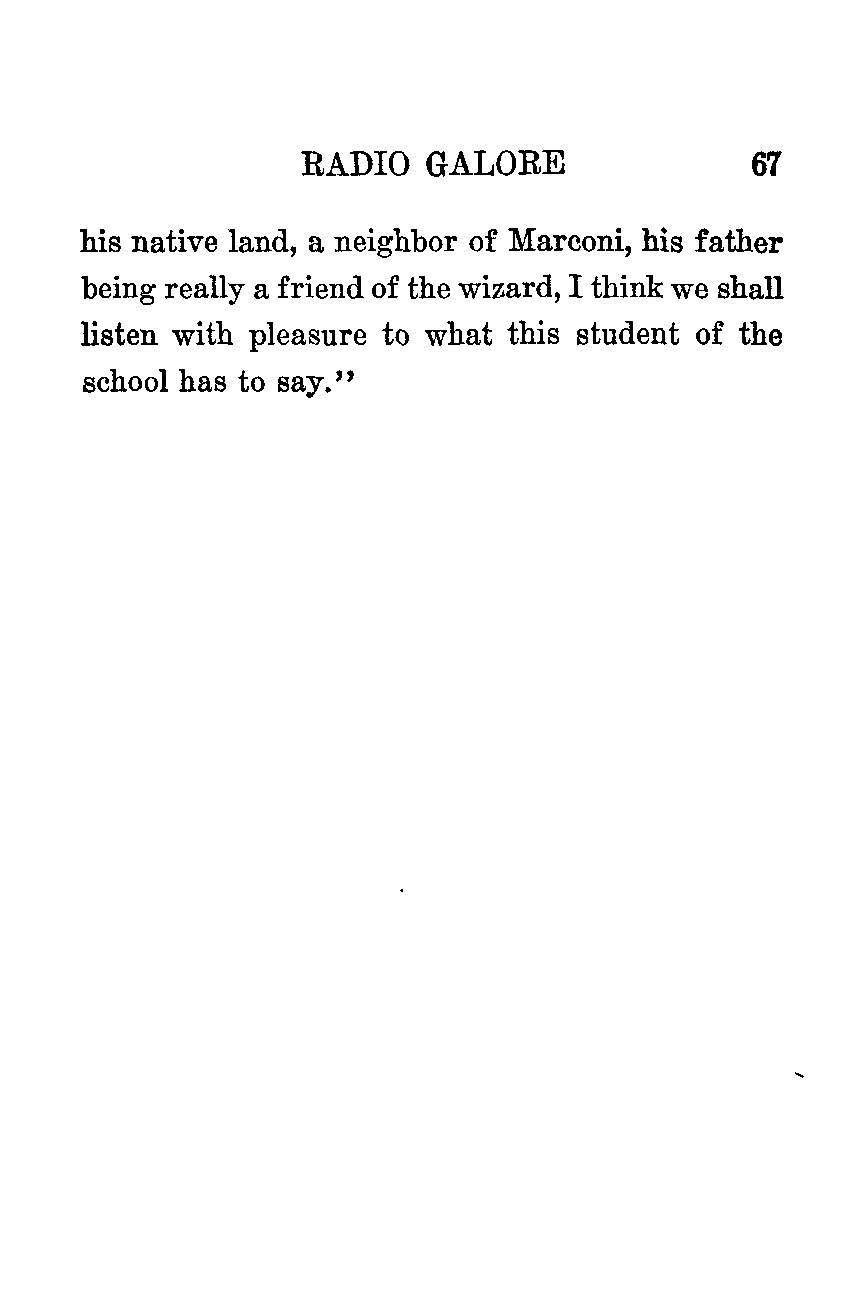 RADIO GALORE 67
his native land, a neighbor of Marconi, his father
being really a friend of the wizard, I think we shall
listen with pleasure to what this student of the
school has to say.”